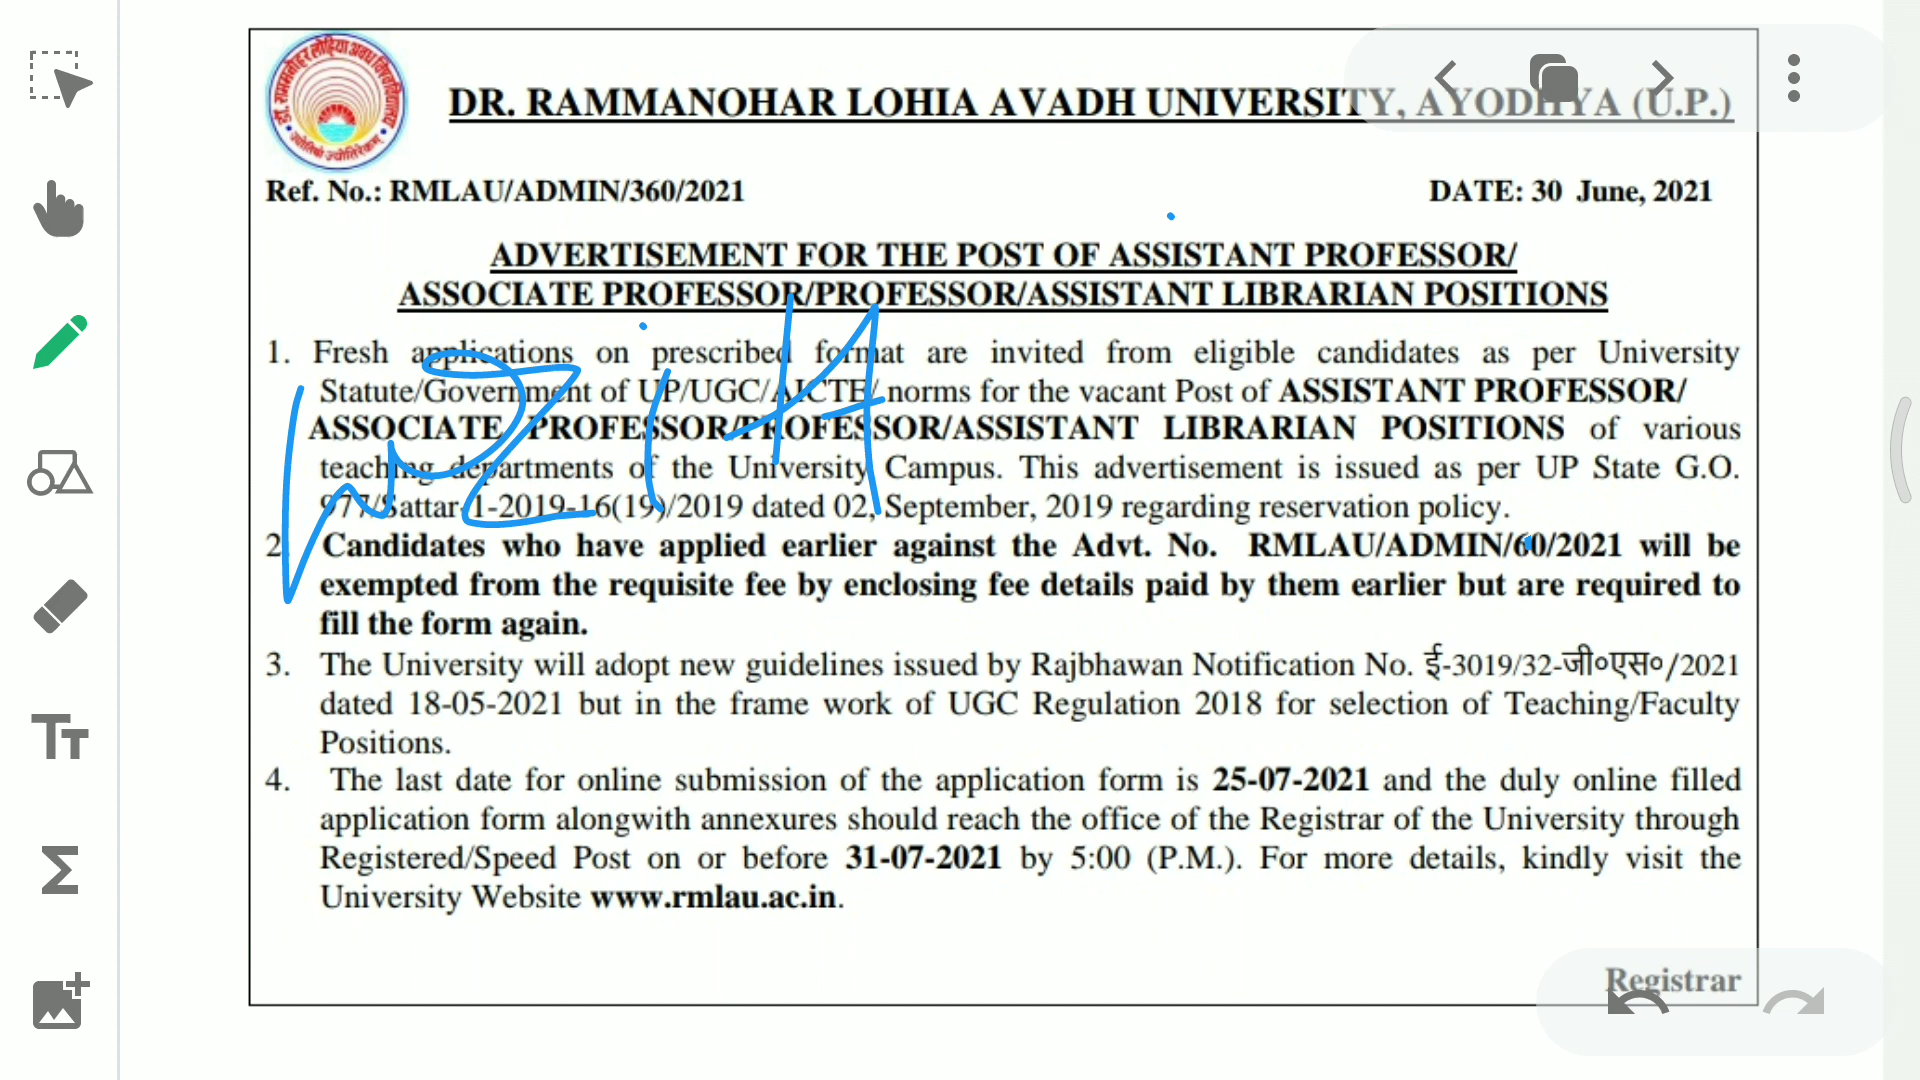 DR. RAMMANOHAR LOHIA AVADH UNIVERSITY, AYODHYA (U.P.)
Ref. No.: RMLAU/ADMIN/360/2021 DATE: 30 June, 2021
ADVERTISEMENT FOR THE POST OF ASSISTANT PROFESSOR/
ASSOCIATE PROFESSOR/PROFESSOR/ASSISTANT LIBRARIAN POSITIONS
1. Fresh applications on prescribed format are invited from eligible candidates as per University
Statute/Government of UP/UGC/AICTE/ norms for the vacant Post of ASSISTANT PROFESSOR/
ASSOCIATE PROFESSOR/PROFESSOR/ASSISTANT LIBRARIAN POSITIONS of various
teaching departments of the University Campus. This advertisement is issued as per UP State G.O.
977/Sattar-1-2019-16(19)/2019 dated 02, September, 2019 regarding reservation policy.
2. Candidates who have applied earlier against the Advt. No. RMLAU/ADMIN/60/2021 will be
exempted from the requisite fee by enclosing fee details paid by them earlier but are required to
fill the form again.
3. The University will adopt new guidelines issued by Rajbhawan Notification No. ई-3019/32-जी०एस०/2021
dated 18-05-2021 but in the frame work of UGC Regulation 2018 for selection of Teaching/Faculty
Positions.
4. The last date for online submission of the application form is 25-07-2021 and the duly online filled
application form alongwith annexures should reach the office of the Registrar of the University through
Registered/Speed Post on or before 31-07-2021 by 5:00 (P.M.). For more details, kindly visit the
University Website www.rmlau.ac.in.
Registrar